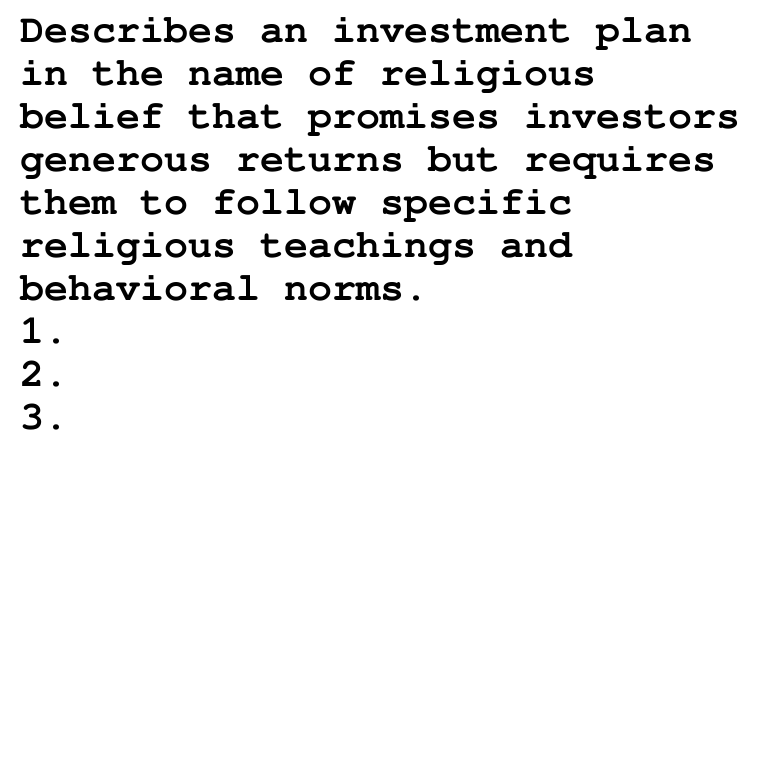 Describes an investment plan
in the name of religious
belief that promises investors
generous returns but requires
them to follow specific
religious teachings and
behavioral norms.
1.
2.
3.